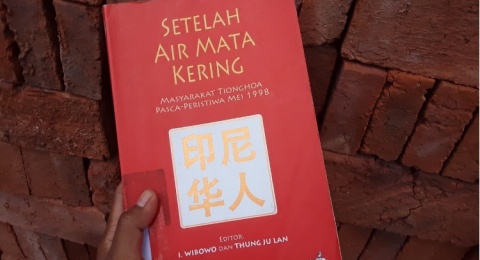 SETELAH
AIR MATA
KERING
MASYARAKAT TIONGHOA
PASCA-PERISTIWA MEI 1998
印尼
华人
EDITOR:
I. WIBOWO DAN THUNG JU LAN